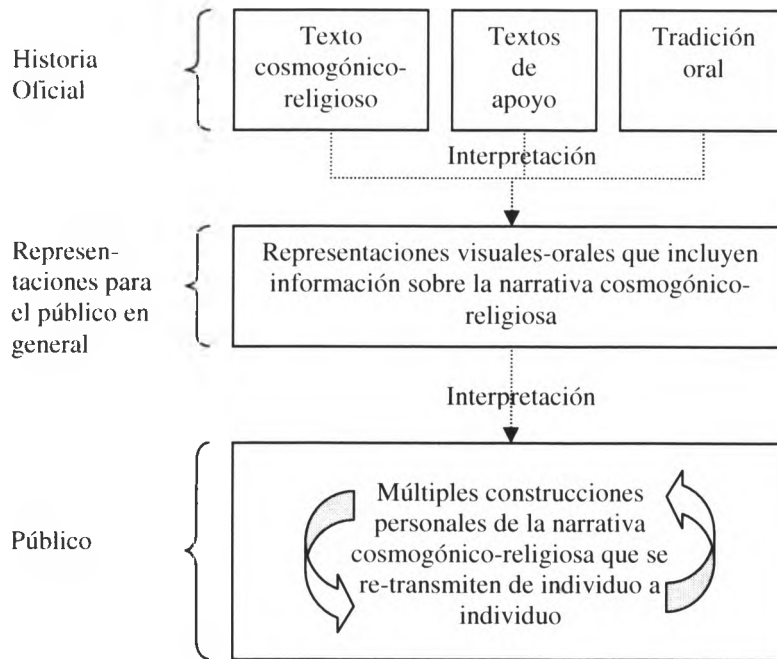 Historia
Oficial
Texto
cosmogónico-
religioso
Textos
de
apoyo
Tradición
oral
Interpretación
Represen-
taciones para
el público en
general
Representaciones visuales-orales que incluyen
información sobre la narrativa cosmogónico-
religiosa
Interpretación
Público
Múltiples construcciones
personales de la narrativa
cosmogónico-religiosa que se
re-transmiten de individuo a
individuo